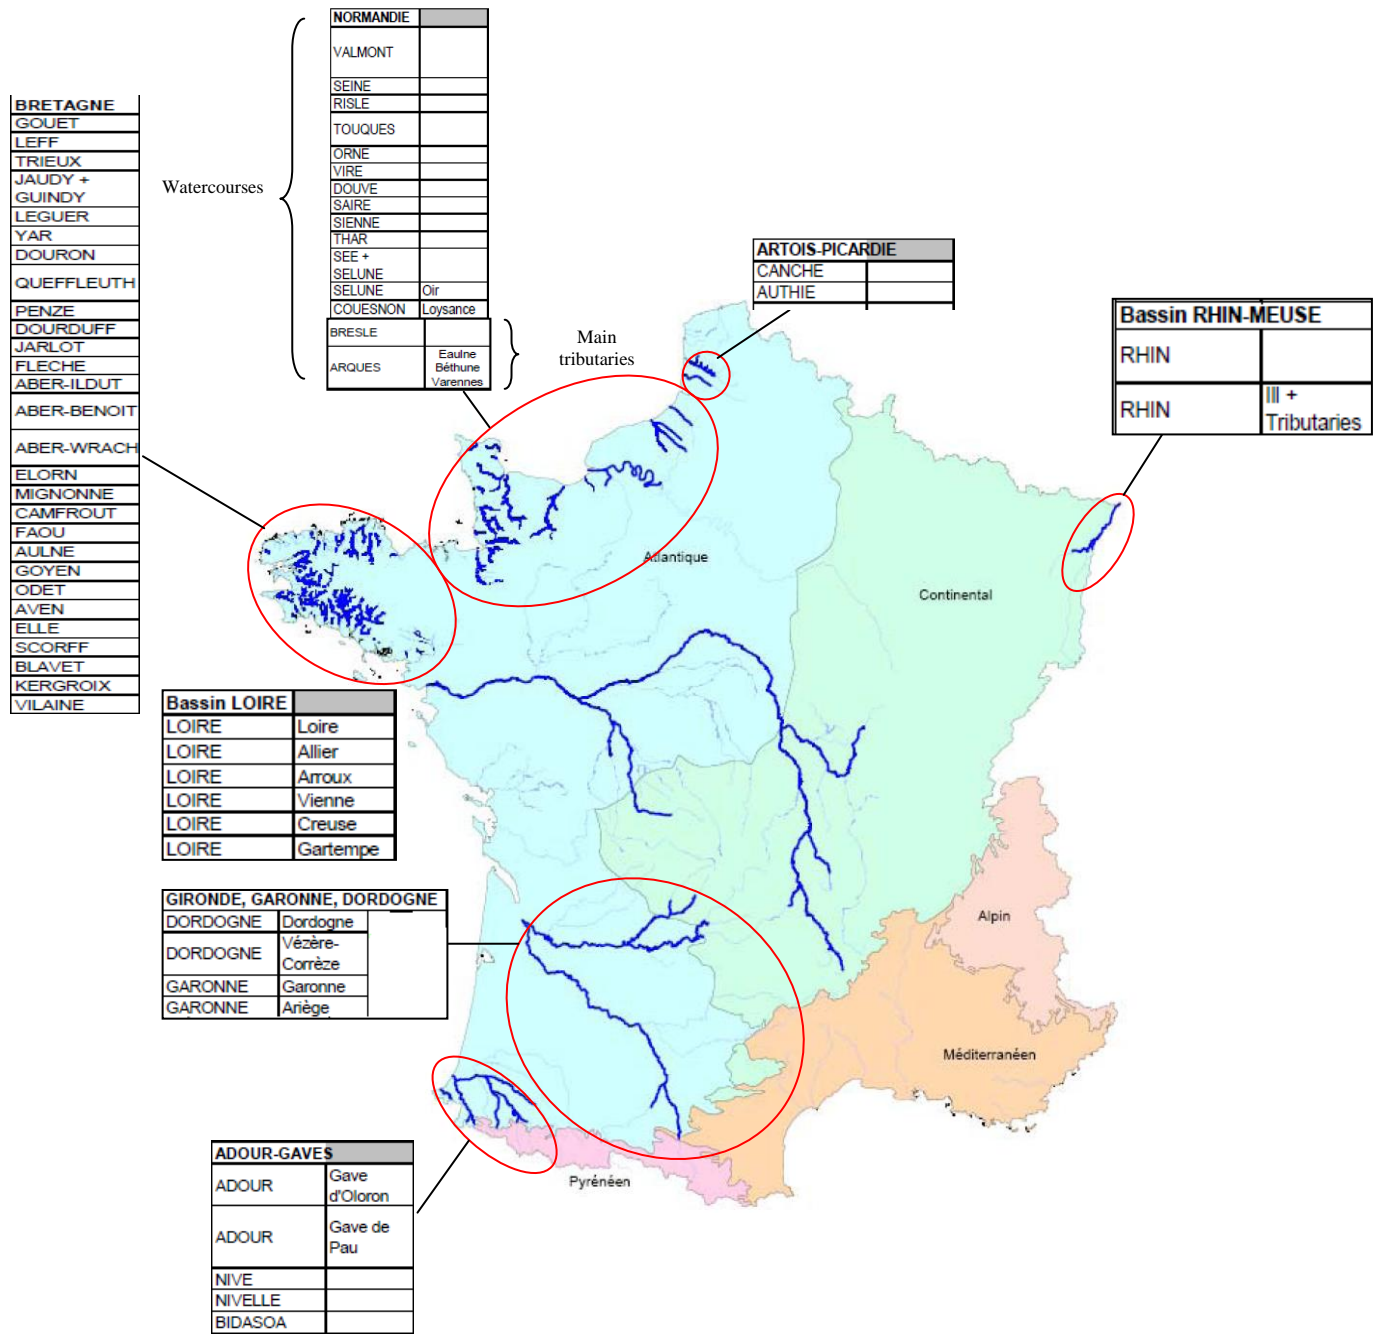 NORMANDIE
VALMONT
SEINE
RISLE
TOUQUES
ORNE
VIRE
DOUVE
SAIRE
SIENNE
THAR
SEE +
SELUNE
SELUNE Oir
COUESNON Loysance
BRESLE
ARQUES Eaulne
Béthune
Varennes
Watercourses
Main
tributaries
BRETAGNE
GOUET
LEFF
TRIEUX
JAUDY +
GUINDY
LEGUER
YAR
DOURON
QUEFFLEUTH
PENZE
DOURDUFF
JARLOT
FLECHE
ABER-ILDUT
ABER-BENOIT
ABER-WRACH
ELORN
MIGNONNE
CAMFROUT
FAOU
AULNE
GOYEN
ODET
AVEN
ELLE
SCORFF
BLAVET
KERGROIX
VILAINE
ARTOIS-PICARDIE
CANCHE
AUTHIE
Bassin RHIN-MEUSE
RHIN
RHIN Ill +
Tributaries
Atlantique
Continental
Alpin
Méditerranéen
Pyrénéen
Bassin LOIRE
LOIRE Loire
LOIRE Allier
LOIRE Arroux
LOIRE Vienne
LOIRE Creuse
LOIRE Gartempe
GIRONDE, GARONNE, DORDOGNE
DORDOGNE Dordogne
DORDOGNE Vézère-
Corrèze
GARONNE Garonne
GARONNE Ariège
ADOUR-GAVES
ADOUR Gave
d'Oloron
ADOUR Gave de
Pau
NIVE
NIVELLE
BIDASOA